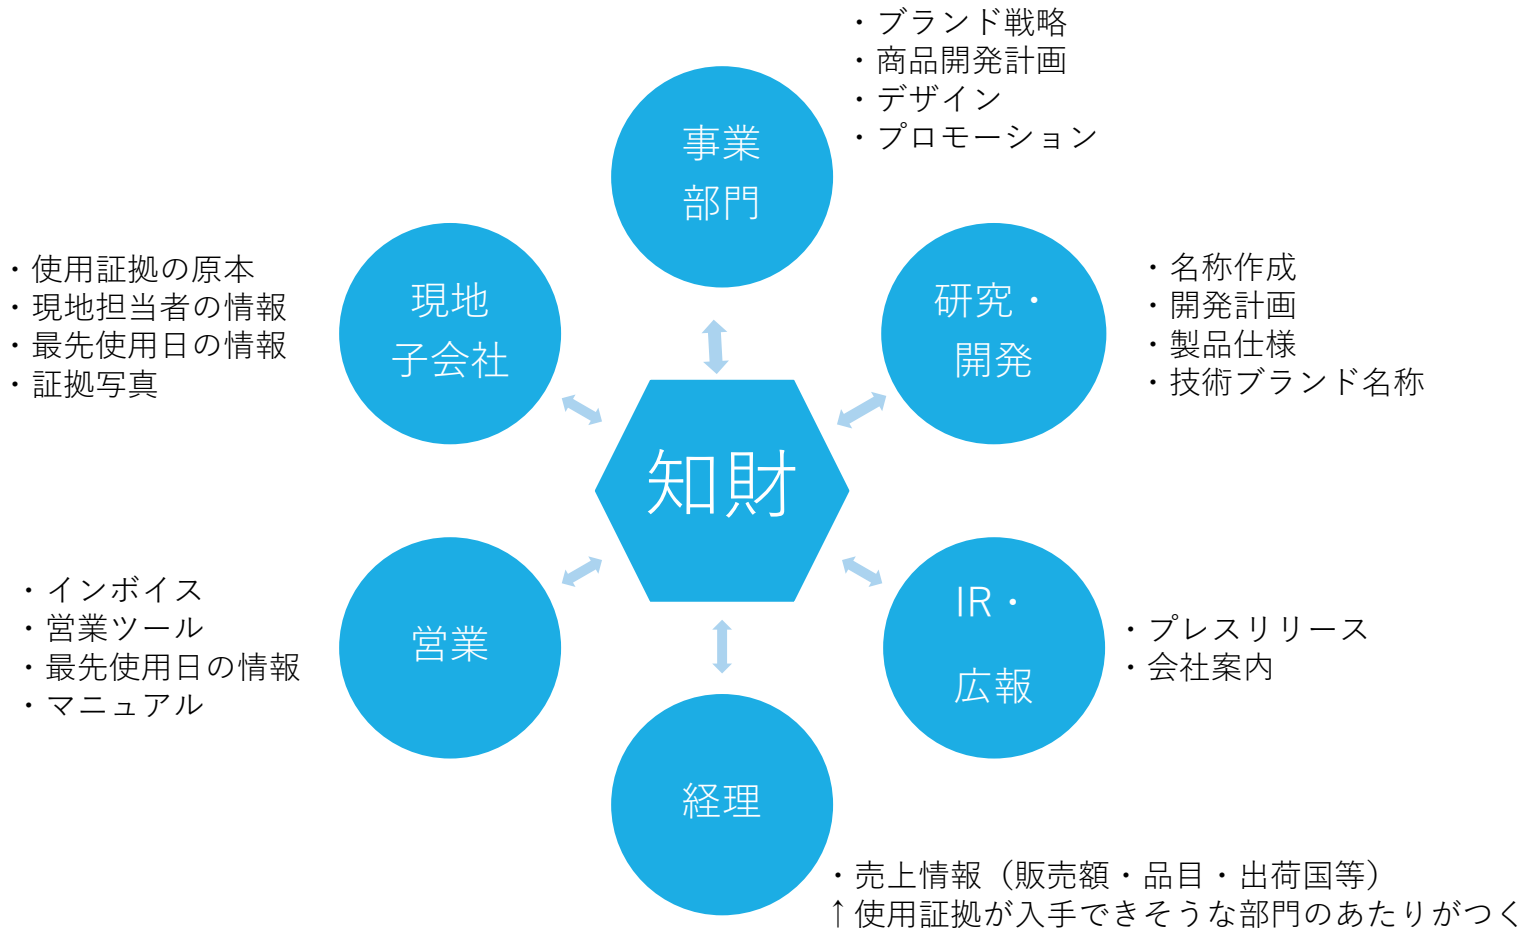 ・ブランド戦略
・商品開発計画
・デザイン
・プロモーション
事業
部門
・使用証拠の原本
・現地担当者の情報
・最先使用日の情報
・証拠写真
現地
子会社
研究・
開発
・名称作成
・開発計画
・製品仕様
・技術ブランド名称
知財
・インボイス
・営業ツール
・最先使用日の情報
・マニュアル
営業
IR・
広報
・プレスリリース
・会社案内
経理
・売上情報（販売額・品目・出荷国等）
↑使用証拠が入手できそうな部門のあたりがつく